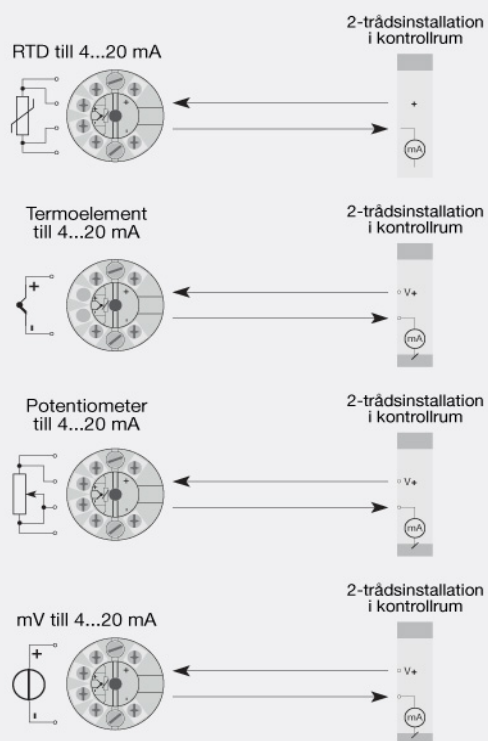 2-trådsinstallation
i kontrollrum
RTD till 4...20 mA
+
-
+
mA
2-trådsinstallation
i kontrollrum
Termoelement
till 4...20 mA
+
-
+
-
V+
mA
2-trådsinstallation
i kontrollrum
Potentiometer
till 4...20 mA
+
-
V+
mA
2-trådsinstallation
i kontrollrum
mV till 4...20 mA
+
-
+
-
V+
mA